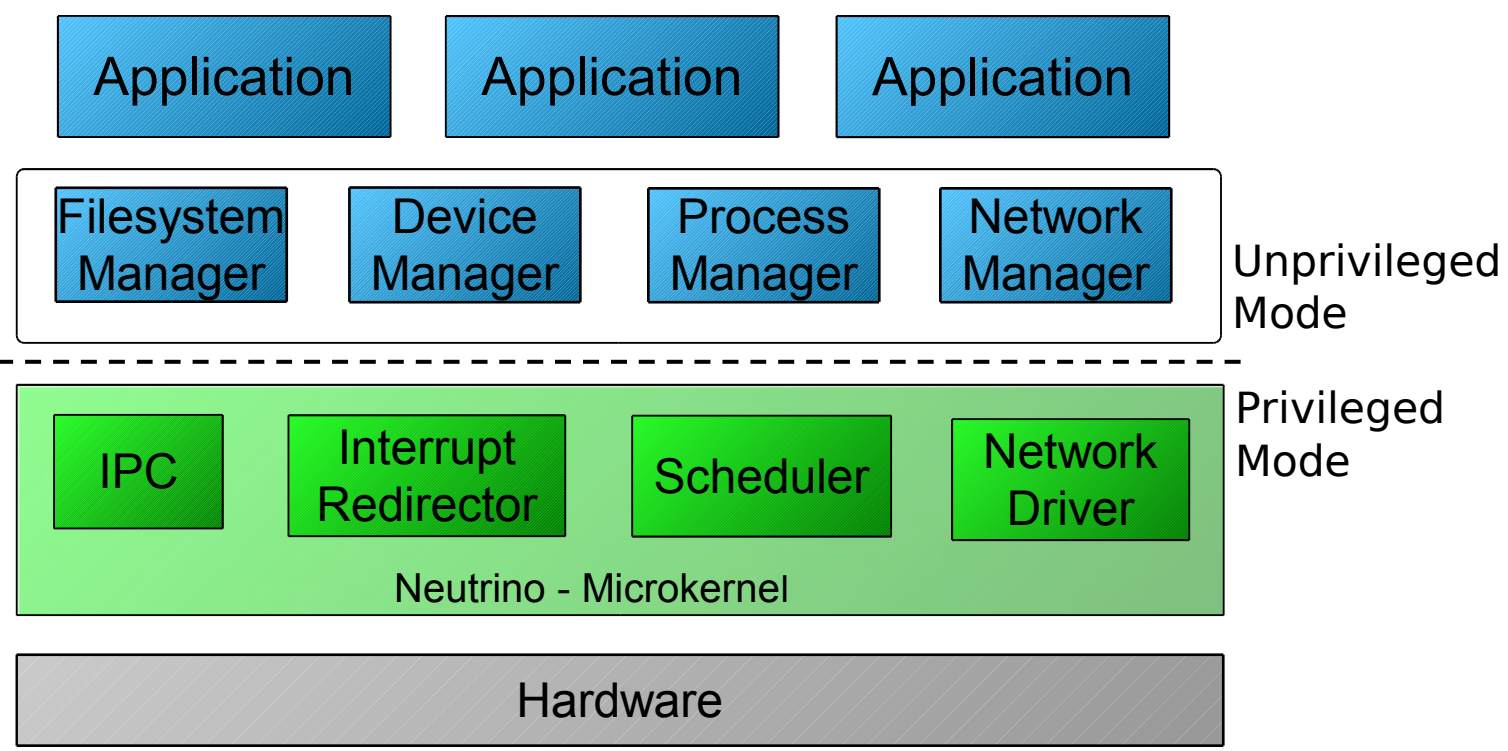 Application
Application
Application
Filesystem
Manager
Device
Manager
Process
Manager
Network
Manager
Unprivileged
Mode
Privileged
Mode
IPC
Interrupt
Redirector
Scheduler
Network
Driver
Neutrino - Microkernel
Hardware